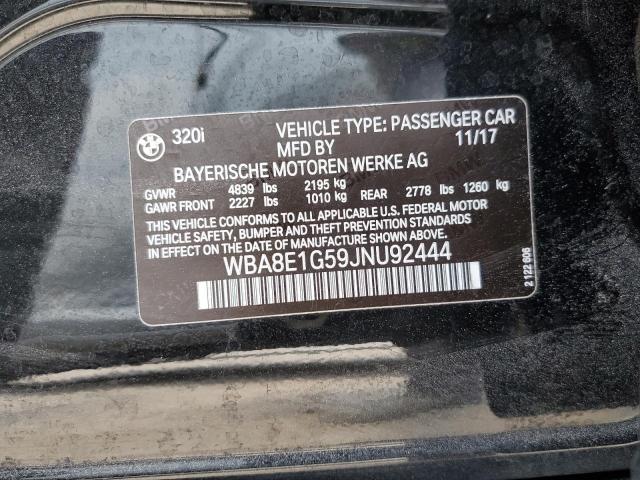 320i VEHICLE TYPE: PASSENGER CAR
MFD BY 11/17
BAYERISCHE MOTOREN WERKE AG
GVWR 4839 lbs 2195 kg
GAWR FRONT 2227 lbs 1010 kg REAR 2778 lbs 1260 kg
THIS VEHICLE CONFORMS TO ALL APPLICABLE U.S. FEDERAL MOTOR
VEHICLE SAFETY, BUMPER AND THEFT PREVENTION STANDARDS
IN EFFECT ON THE DATE OF MANUFACTURE SHOWN ABOVE.
WBA8E1G59JNU92444
2 122 606